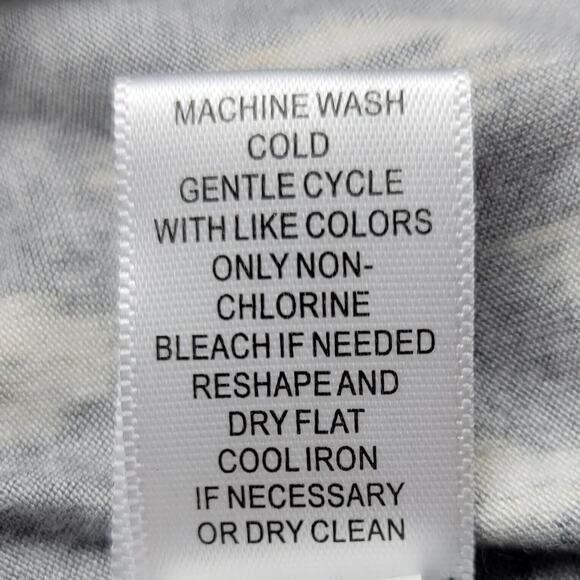 MACHINE WASH
COLD
GENTLE CYCLE
WITH LIKE COLORS
ONLY NON-
CHLORINE
BLEACH IF NEEDED
RESHAPE AND
DRY FLAT
COOL IRON
IF NECESSARY
OR DRY CLEAN